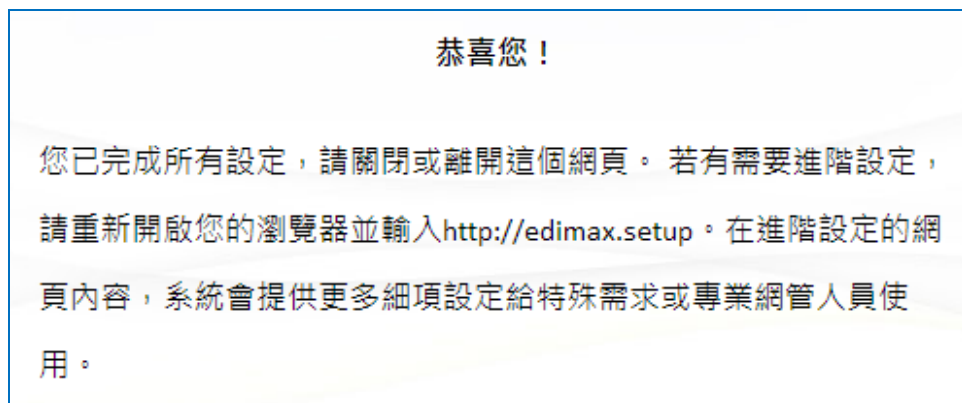 恭喜您！
您已完成所有設定，請關閉或離開這個網頁。 若有需要進階設定，
請重新開啟您的瀏覽器並輸入http://edimax.setup。在進階設定的網
頁內容，系統會提供更多細項設定給特殊需求或專業網管人員使
用。